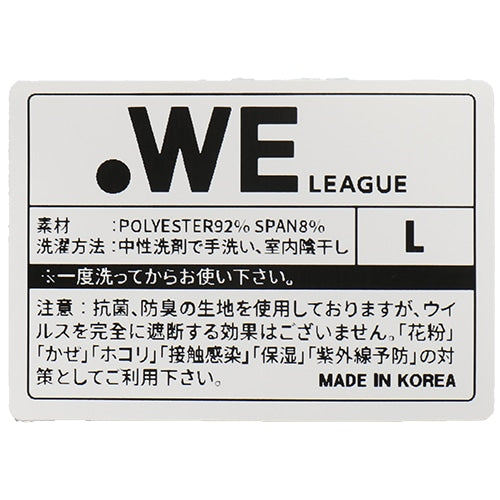 .WE LEAGUE
素材　:POLYESTER92% SPAN8%
洗濯方法:中性洗剤で手洗い、室内陰干し
L
※一度洗ってからお使い下さい。
注意:抗菌、防臭の生地を使用しておりますが、ウイ
ルスを完全に遮断する効果はございません。「花粉」
「かぜ」「ホコリ」「接触感染」「保湿」「紫外線予防」の対
策としてご利用下さい。
MADE IN KOREA